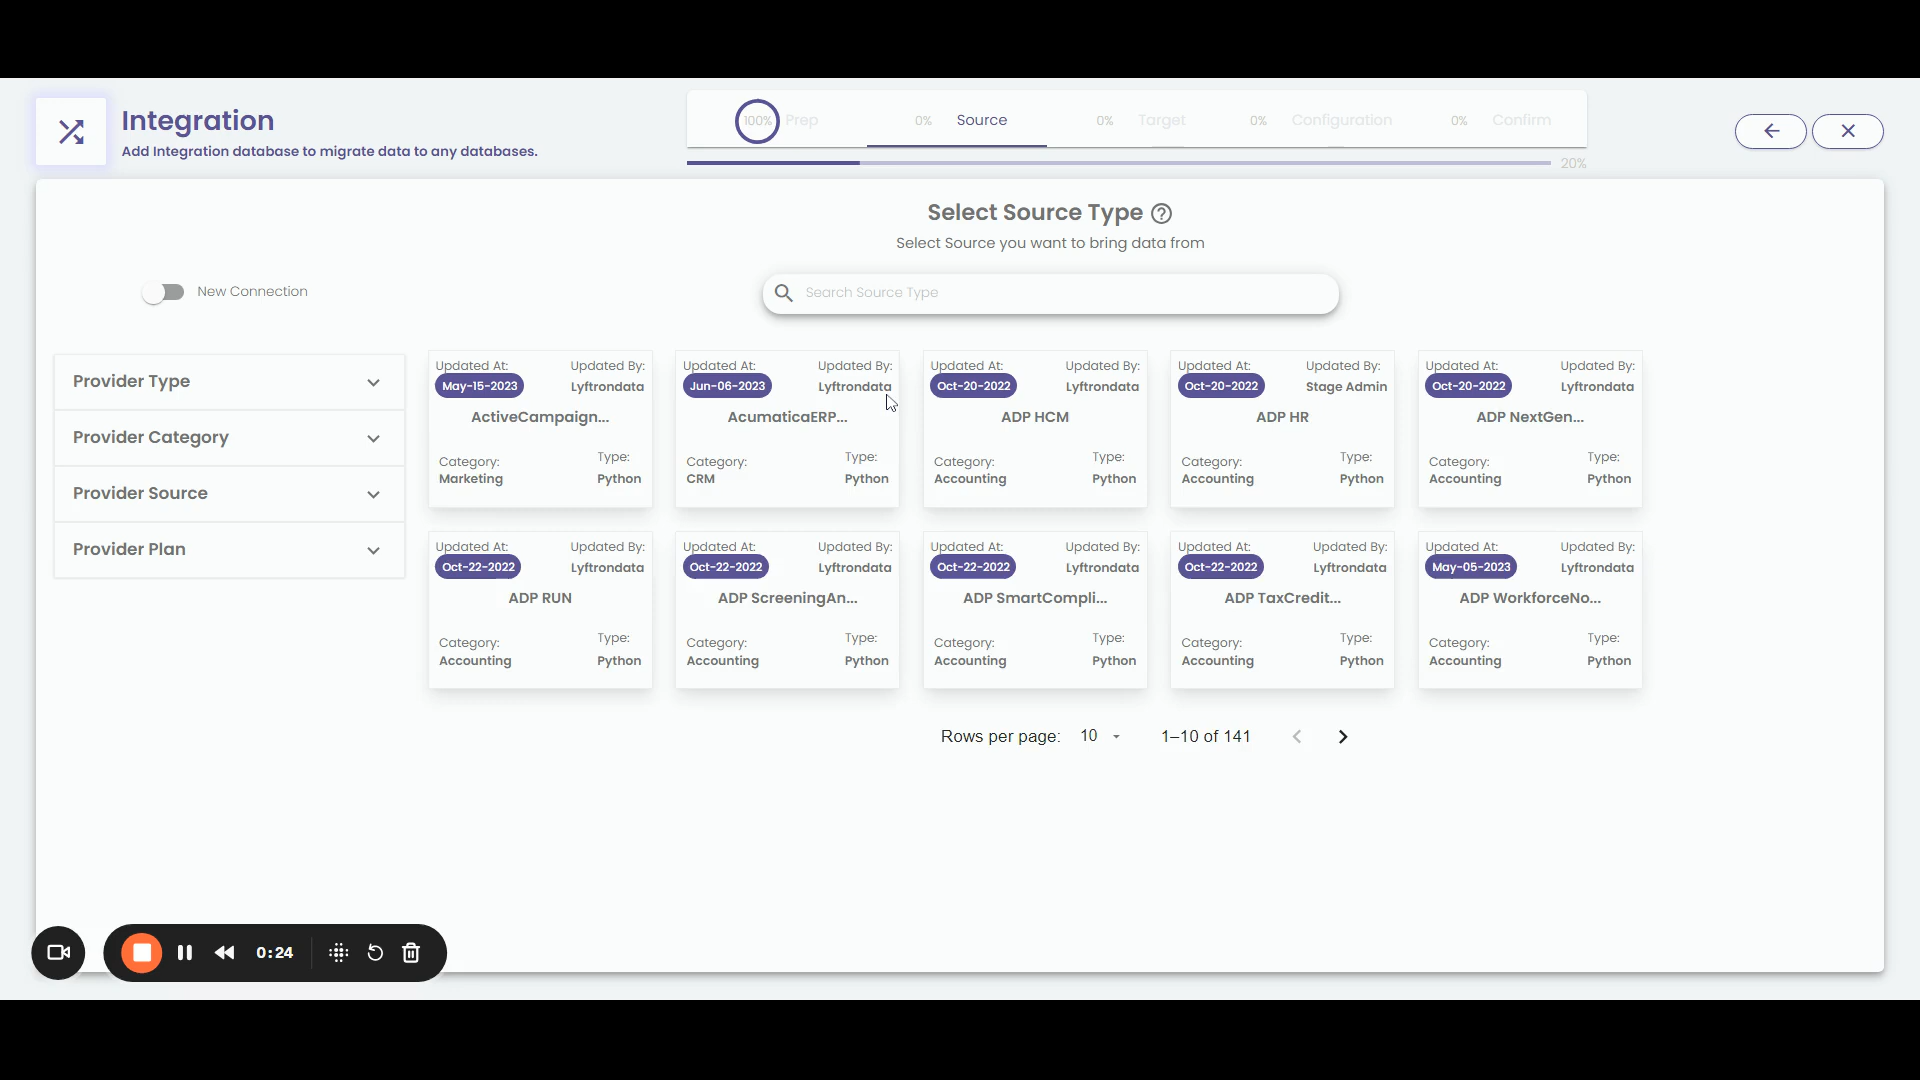 Integration
Add Integration database to migrate data to any databases.
100% Prep
0% Source
0% Target
0% Configuration
0% Confirm
20%
Select Source Type
Select Source you want to bring data from
New Connection
Search Source Type
Provider Type
Provider Category
Provider Source
Provider Plan
Updated At: Updated By:
May-15-2023 Lyftrondata
ActiveCampaign...
Category: Type:
Marketing Python
Updated At: Updated By:
Jun-06-2023 Lyftrondata
AcumaticaERP...
Category: Type:
CRM Python
Updated At: Updated By:
Oct-20-2022 Lyftrondata
ADP HCM
Category: Type:
Accounting Python
Updated At: Updated By:
Oct-20-2022 Stage Admin
ADP HR
Category: Type:
Accounting Python
Updated At: Updated By:
Oct-20-2022 Lyftrondata
ADP NextGen...
Category: Type:
Accounting Python
Updated At: Updated By:
Oct-22-2022 Lyftrondata
ADP RUN
Category: Type:
Accounting Python
Updated At: Updated By:
Oct-22-2022 Lyftrondata
ADP ScreeningAn...
Category: Type:
Accounting Python
Updated At: Updated By:
Oct-22-2022 Lyftrondata
ADP SmartCompli...
Category: Type:
Accounting Python
Updated At: Updated By:
Oct-22-2022 Lyftrondata
ADP TaxCredit...
Category: Type:
Accounting Python
Updated At: Updated By:
May-05-2023 Lyftrondata
ADP WorkforceNo...
Category: Type:
Accounting Python
Rows per page: 10 1–10 of 141
0:24